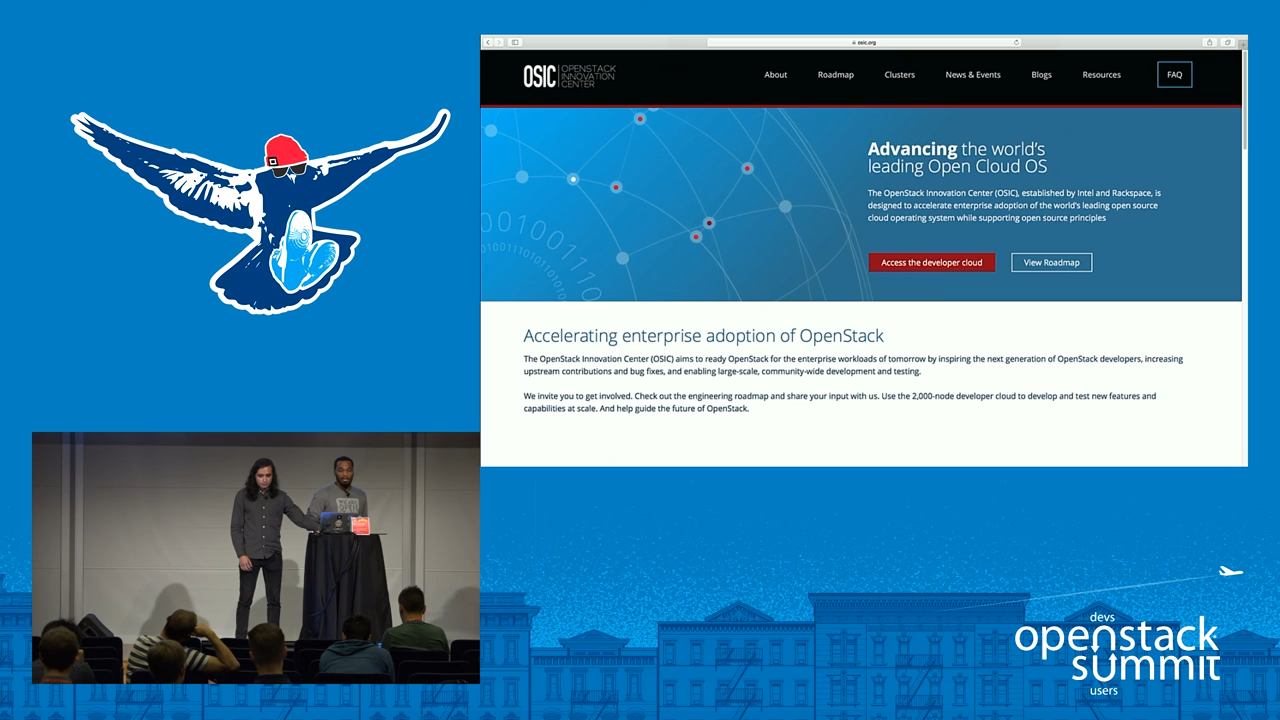 osic.org
OSIC OPENSTACK
INNOVATION
CENTER
About Roadmap Clusters News & Events Blogs Resources FAQ
Advancing the world's
leading Open Cloud OS
The OpenStack Innovation Center (OSIC), established by Intel and Rackspace, is
designed to accelerate enterprise adoption of the world's leading open source
cloud operating system while supporting open source principles
Access the developer cloud View Roadmap
01001110
101110101101010
Accelerating enterprise adoption of OpenStack
The OpenStack Innovation Center (OSIC) aims to ready OpenStack for the enterprise workloads of tomorrow by inspiring the next generation of OpenStack developers, increasing
upstream contributions and bug fixes, and enabling large-scale, community-wide development and testing.
We invite you to get involved. Check out the engineering roadmap and share your input with us. Use the 2,000-node developer cloud to develop and test new features and
capabilities at scale. And help guide the future of OpenStack.
devs
openstack
summit
users